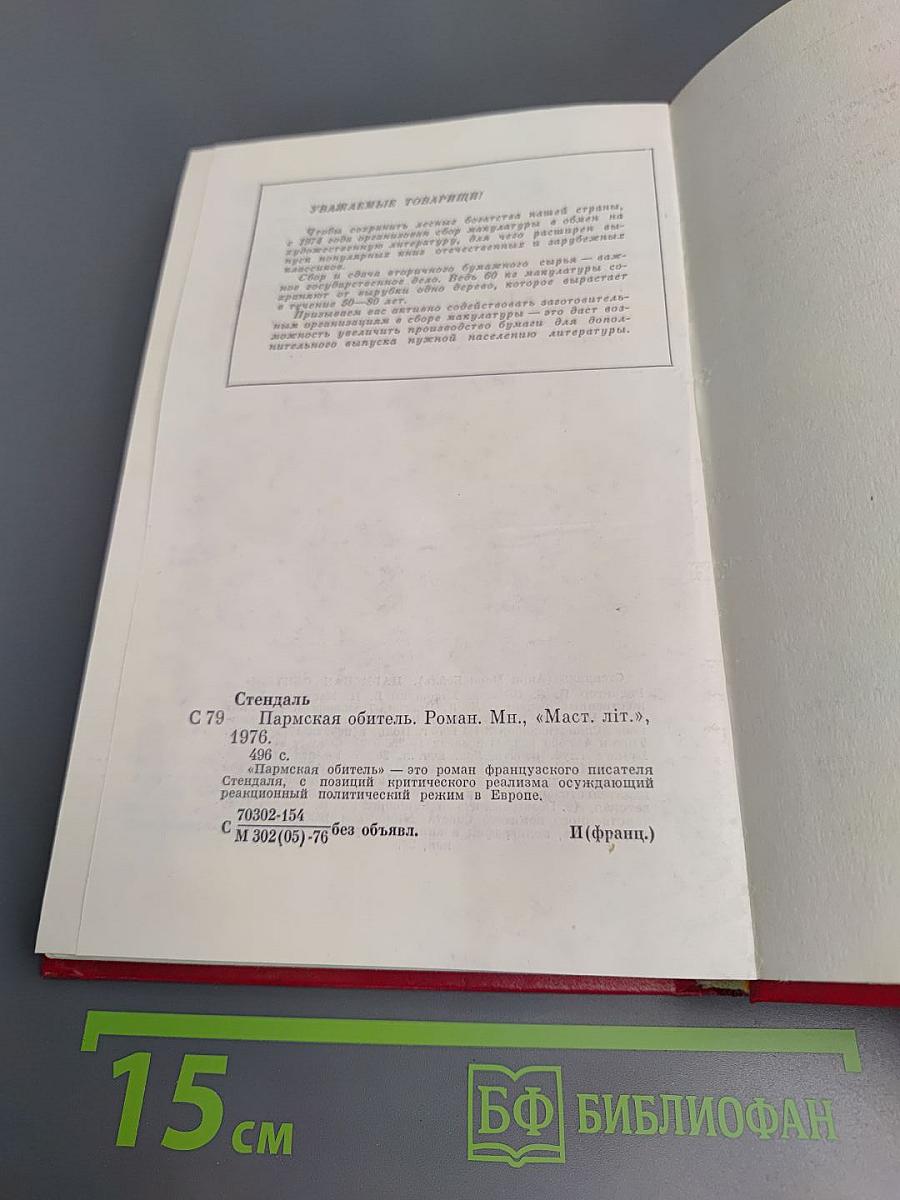 УВАЖАЕМЫЕ ТОВАРИЩИ!
Чтобы сохранить лесные богатства нашей страны,
с 1974 года организован сбор макулатуры в обмен на
художественную литературу, для чего расширен вы-
пуск популярных книг отечественных и зарубежных
классиков.
Сбор и сдача вторичного бумажного сырья — важ-
ное государственное дело. Ведь 60 кг макулатуры со-
храняют от вырубки одно дерево, которое вырастает
в течение 50—80 лет.
Призываем вас активно содействовать заготовитель-
ным организациям в сборе макулатуры — это даст воз-
можность увеличить производство бумаги для допол-
нительного выпуска нужной населению литературы.
Стендаль
С 79 Пармская обитель. Роман. Мн., «Маст. літ.»,
1976.
496 с.
«Пармская обитель» — это роман французского писателя
Стендаля, с позиций критического реализма осуждающий
реакционный политический режим в Европе.
70302-154
С без объявл. И(франц.)
М 302(05)-76
15 см
БФ БИБЛИОФАН